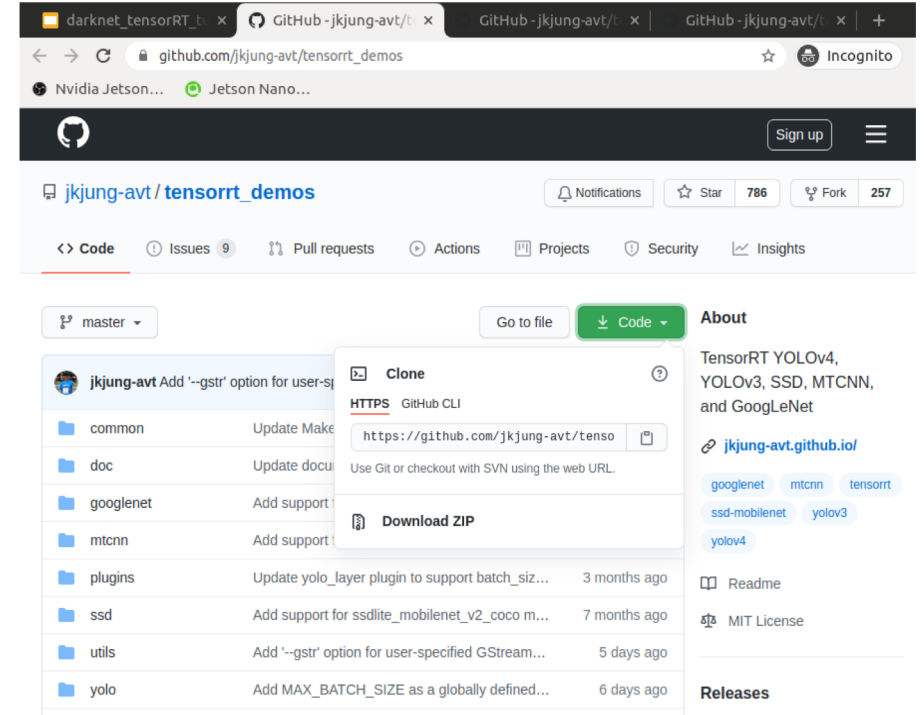 darknet_tensorRT_tu
GitHub - jkjung-avt/t
GitHub - jkjung-avt/t
GitHub - jkjung-avt/t
github.com/jkjung-avt/tensorrt_demos
Incognito
Nvidia Jetson... Jetson Nano...
Sign up
jkjung-avt / tensorrt_demos
Notifications Star 786 Fork 257
<> Code Issues 9 Pull requests Actions Projects Security Insights
master Go to file Code
jkjung-avt Add '--gstr' option for user-sp
common Update Make
doc Update docu
googlenet Add support
mtcnn Add support
plugins Update yolo_layer plugin to support batch_siz... 3 months ago
ssd Add support for ssdlite_mobilenet_v2_coco m... 7 months ago
utils Add '--gstr' option for user-specified GStream... 5 days ago
yolo Add MAX_BATCH_SIZE as a globally defined... 6 days ago
Clone
HTTPS GitHub CLI
https://github.com/jkjung-avt/tenso
Use Git or checkout with SVN using the web URL.
Download ZIP
About
TensorRT YOLOv4,
YOLOv3, SSD, MTCNN,
and GoogLeNet
jkjung-avt.github.io/
googlenet mtcnn tensorrt
ssd-mobilenet yolov3
yolov4
Readme
MIT License
Releases